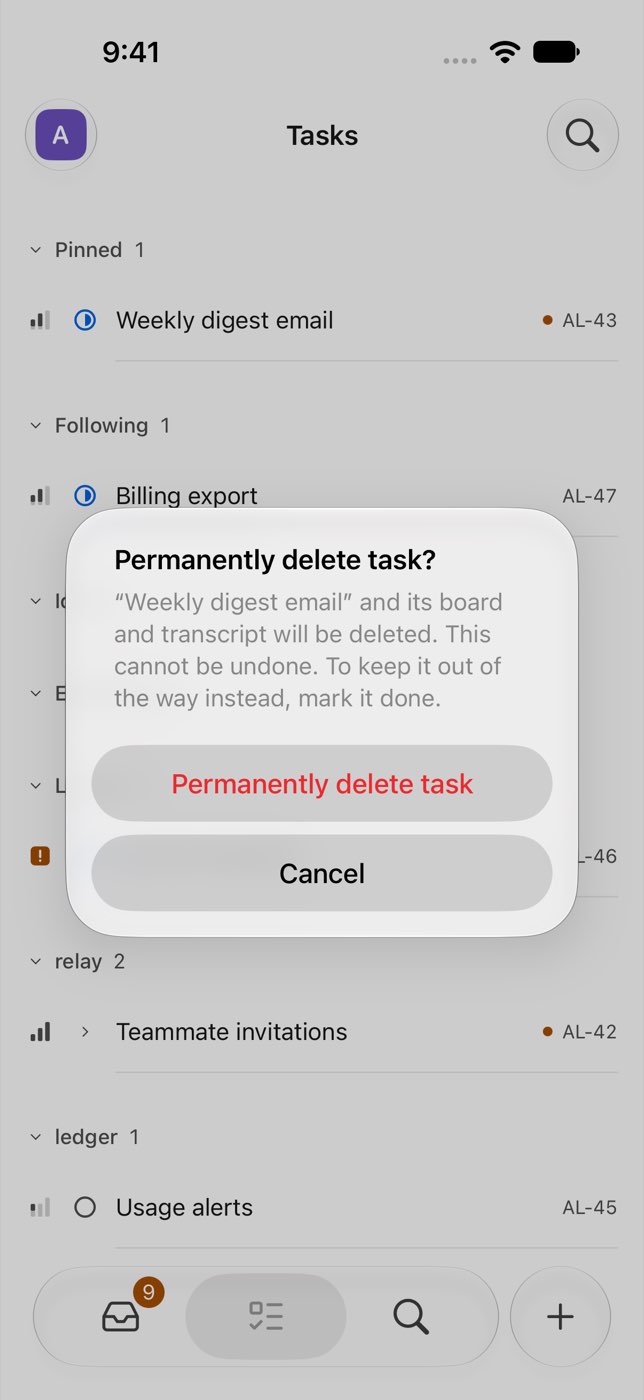 9:41
A
Tasks
Pinned 1
Weekly digest email
AL-43
Following 1
Billing export
AL-47
Permanently delete task?
“Weekly digest email” and its board
and transcript will be deleted. This
cannot be undone. To keep it out of
the way instead, mark it done.
Permanently delete task
Cancel
-46
relay 2
Teammate invitations
AL-42
ledger 1
Usage alerts
AL-45
9